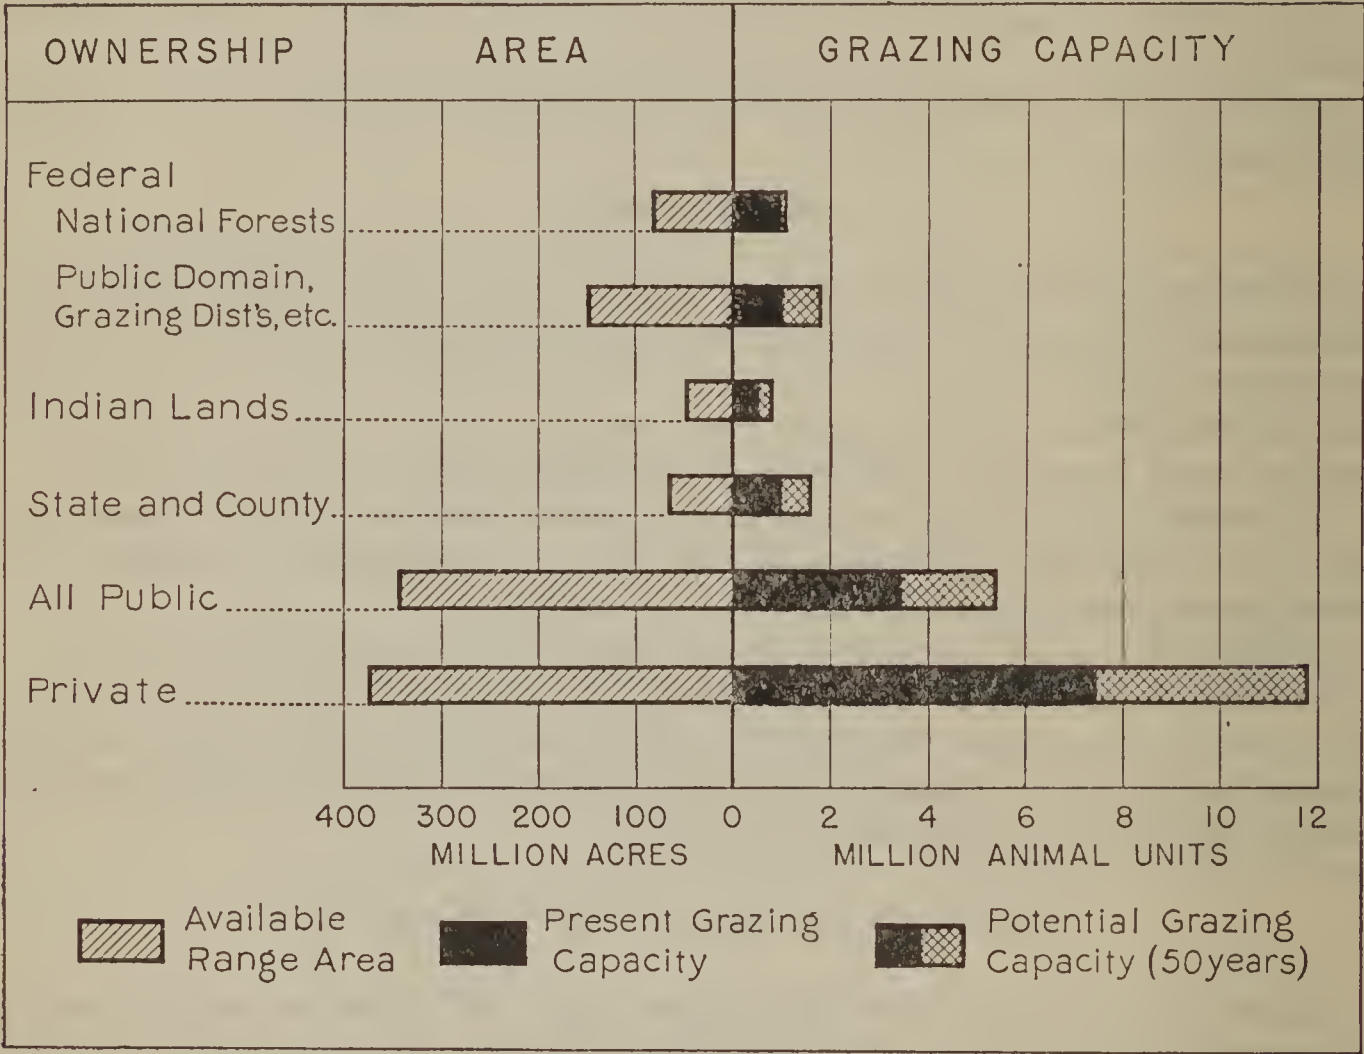 OWNERSHIP AREA GRAZING CAPACITY
Federal
National Forests
Public Domain,
Grazing Dist's, etc.
Indian Lands
State and County
All Public
Private
400 300 200 100 0 2 4 6 8 10 12
MILLION ACRES MILLION ANIMAL UNITS
Available Present Grazing Potential Grazing
Range Area Capacity Capacity (50 years)